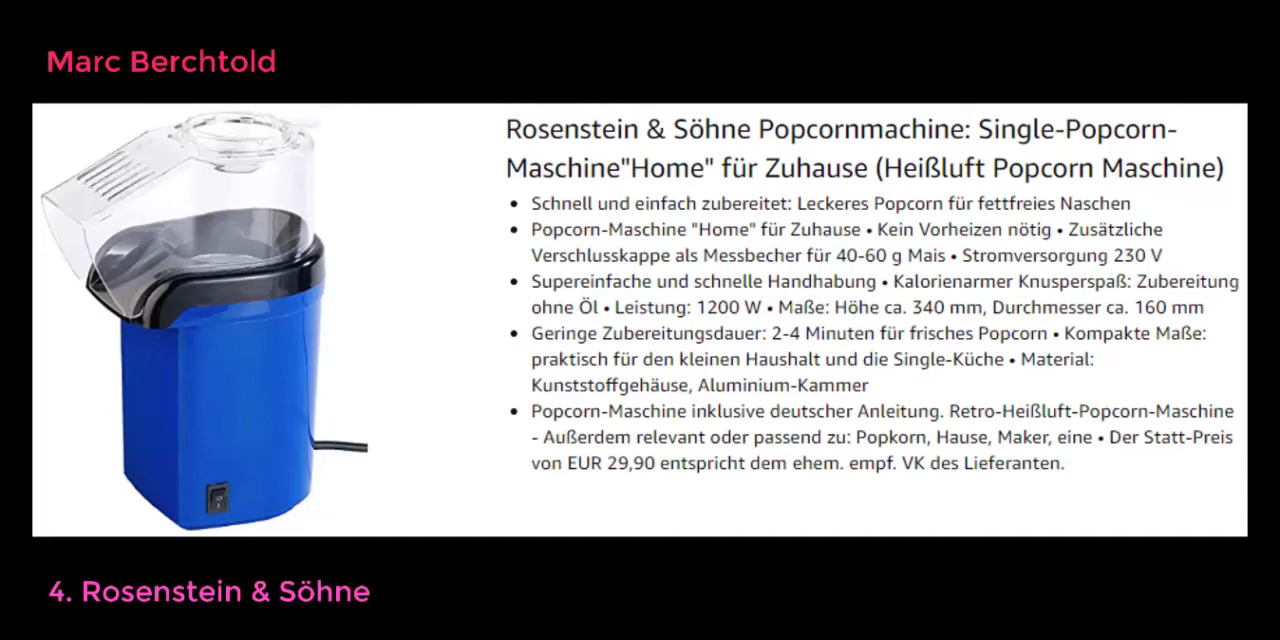 Marc Berchtold
Rosenstein & Söhne Popcornmachine: Single-Popcorn-
Maschine"Home" für Zuhause (Heißluft Popcorn Maschine)
• Schnell und einfach zubereitet: Leckeres Popcorn für fettfreies Naschen
• Popcorn-Maschine "Home" für Zuhause • Kein Vorheizen nötig • Zusätzliche
Verschlusskappe als Messbecher für 40-60 g Mais • Stromversorgung 230 V
• Supereinfache und schnelle Handhabung • Kalorienarmer Knusperspaß: Zubereitung
ohne Öl • Leistung: 1200 W • Maße: Höhe ca. 340 mm, Durchmesser ca. 160 mm
• Geringe Zubereitungsdauer: 2-4 Minuten für frisches Popcorn • Kompakte Maße:
praktisch für den kleinen Haushalt und die Single-Küche • Material:
Kunststoffgehäuse, Aluminium-Kammer
• Popcorn-Maschine inklusive deutscher Anleitung. Retro-Heißluft-Popcorn-Maschine
- Außerdem relevant oder passend zu: Popkorn, Hause, Maker, eine • Der Statt-Preis
von EUR 29,90 entspricht dem ehem. empf. VK des Lieferanten.
4. Rosenstein & Söhne